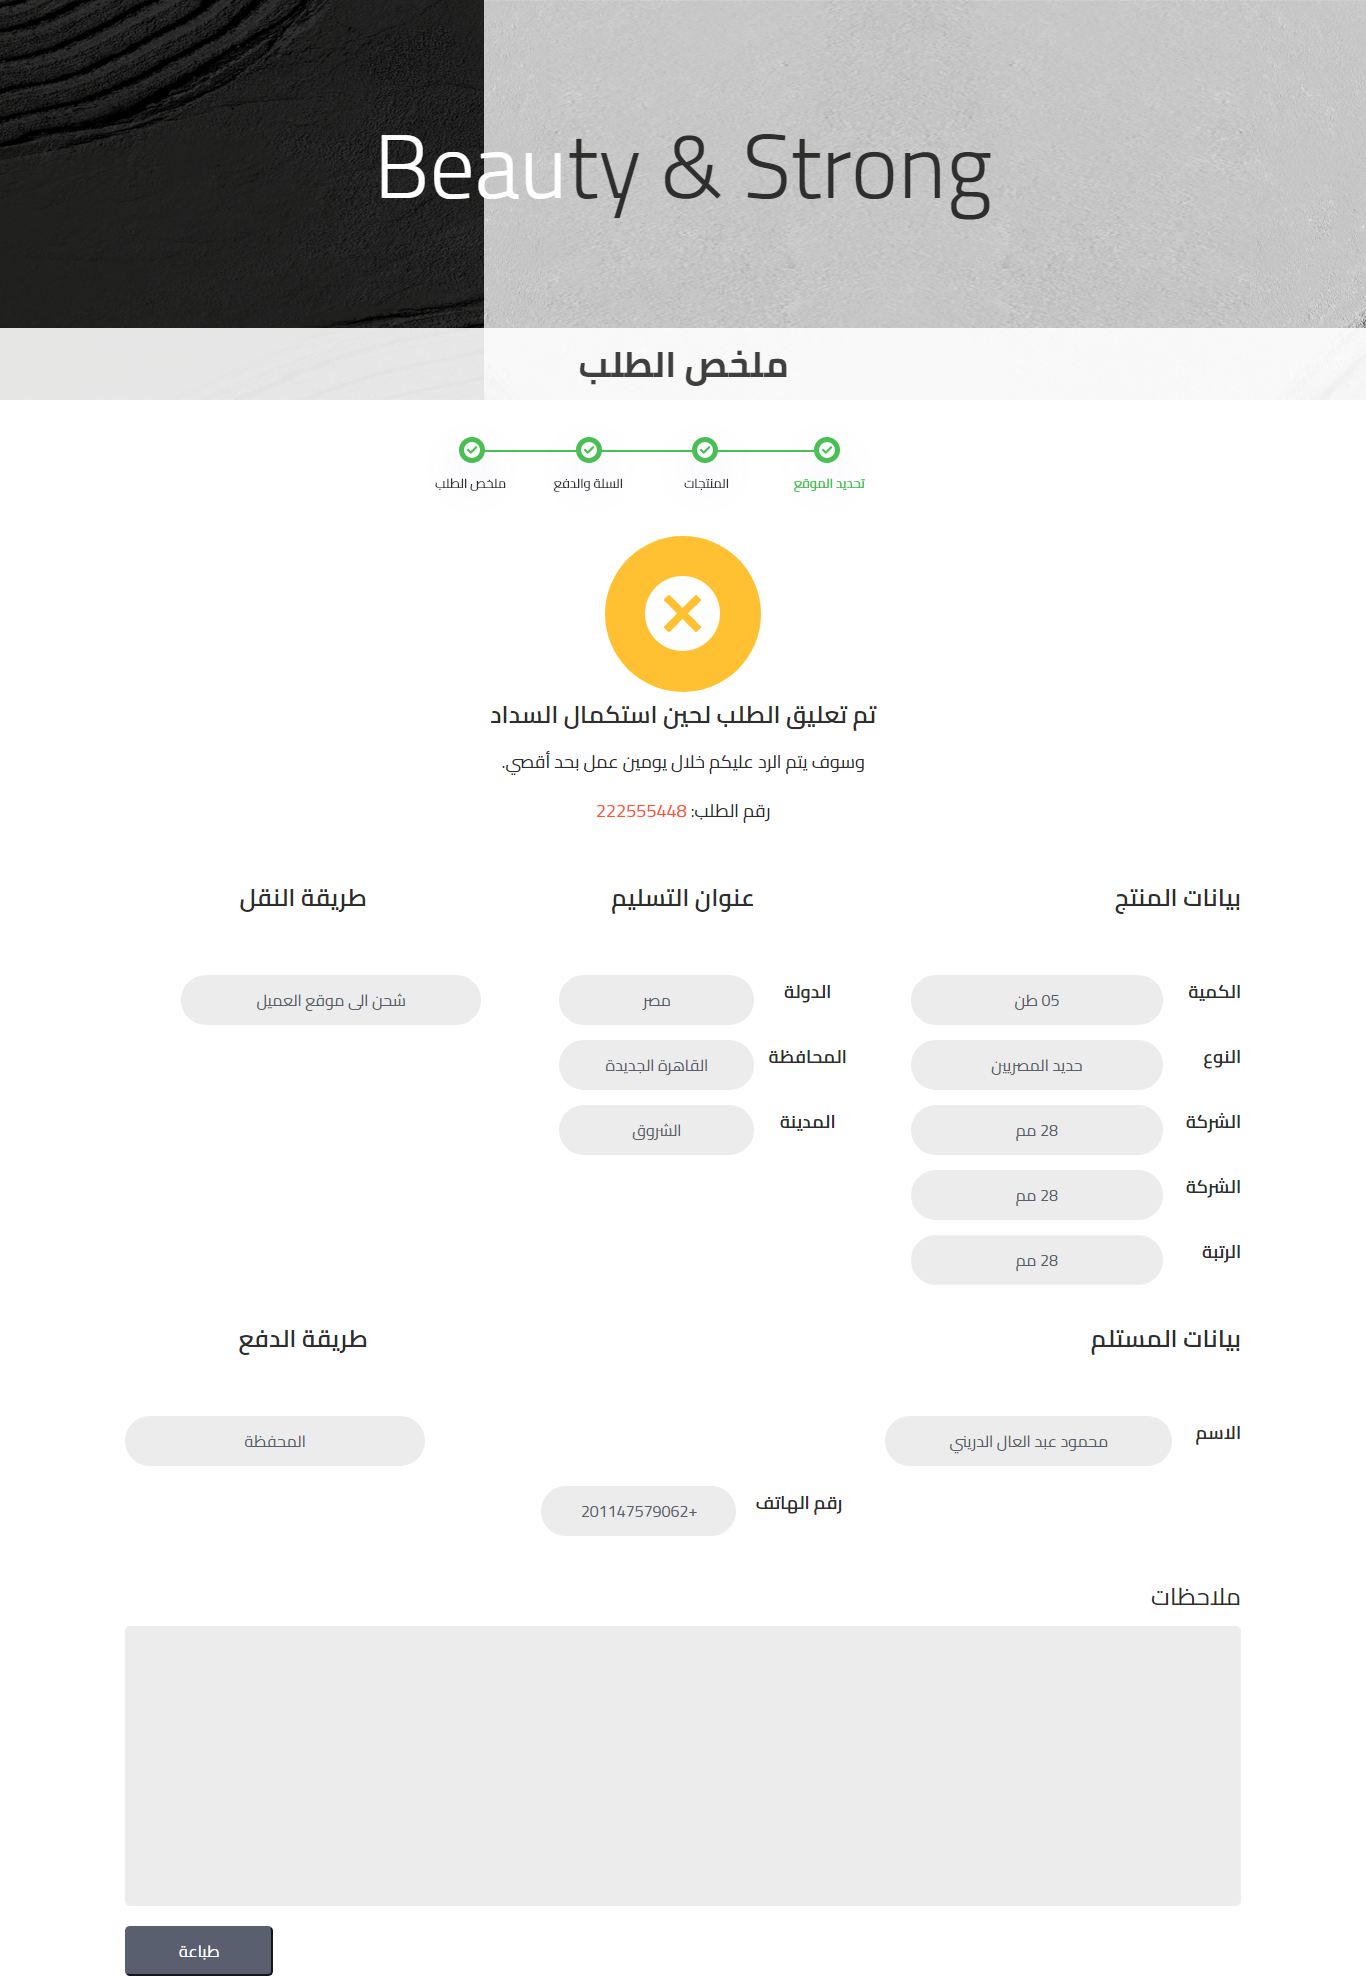 Beauty & Strong
ملخص الطلب
تحديد الموقع
المنتجات
السلة والدفع
ملخص الطلب
تم تعليق الطلب لحين استكمال السداد
وسوف يتم الرد عليكم خلال يومين عمل بحد أقصي.
رقم الطلب: 222555448
بيانات المنتج
الكمية 05 طن
النوع حديد المصريين
الشركة 28 مم
الشركة 28 مم
الرتبة 28 مم
عنوان التسليم
الدولة مصر
المحافظة القاهرة الجديدة
المدينة الشروق
طريقة النقل
شحن الى موقع العميل
بيانات المستلم
الاسم محمود عبد العال الدريني
رقم الهاتف 201147579062+
طريقة الدفع
المحفظة
ملاحظات
طباعة